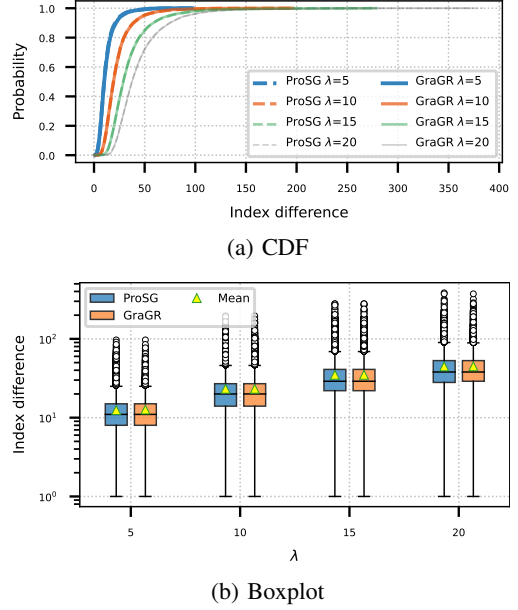 1.0
0.8
0.6
0.4
0.2
0.0
Probability
ProSG λ=5
ProSG λ=10
ProSG λ=15
ProSG λ=20
GraGR λ=5
GraGR λ=10
GraGR λ=15
GraGR λ=20
0 50 100 150 200 250 300 350 400
Index difference
(a) CDF
ProSG
GraGR
Mean
10²
10¹
10⁰
Index difference
5 10 15 20
λ
(b) Boxplot